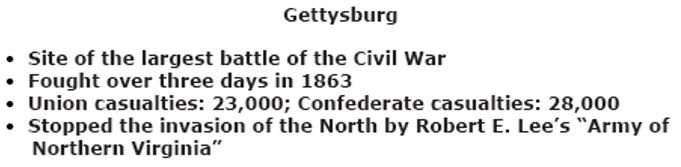 Gettysburg
• Site of the largest battle of the Civil War
• Fought over three days in 1863
• Union casualties: 23,000; Confederate casualties: 28,000
• Stopped the invasion of the North by Robert E. Lee’s “Army of
Northern Virginia”